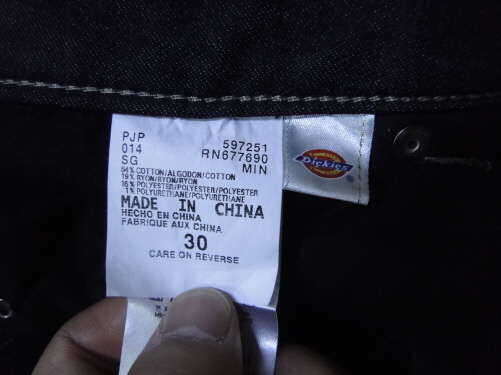 PJP 597251
014 RN677690
SG MIN
64% COTTON/ALGODON/COTTON
19% RYON/RYON/RYON
16% POLYESTER/POLYESTER/POLYESTER
1% POLYURETHANE/POLYURETHANE
MADE IN CHINA
HECHO EN CHINA
FABRIQUE AUX CHINA
30
CARE ON REVERSE
Dickies